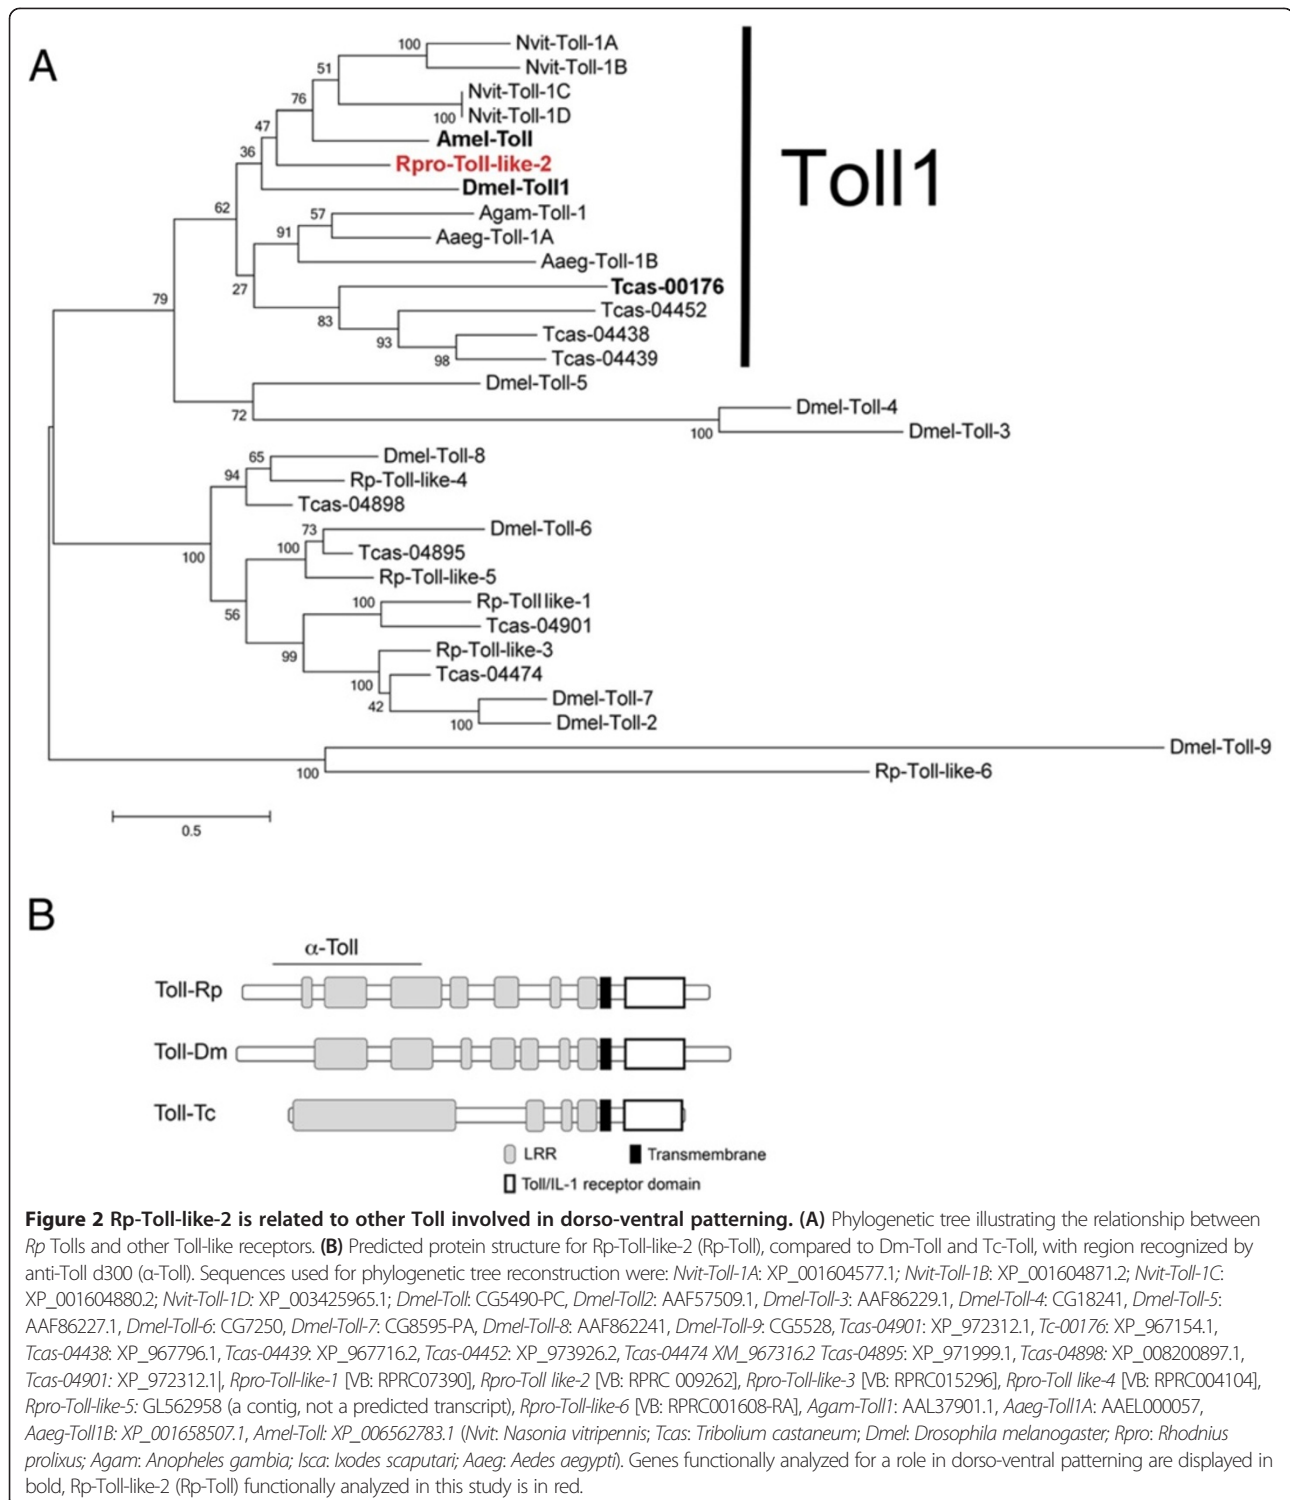 A
Nvit-Toll-1A
100
Nvit-Toll-1B
51
Nvit-Toll-1C
76
100
Nvit-Toll-1D
47
Amel-Toll
36
Rpro-Toll-like-2
Dmel-Toll1
62
57
Agam-Toll-1
91
Aaeg-Toll-1A
Aaeg-Toll-1B
27
Tcas-00176
79
83
Tcas-04452
93
Tcas-04438
98
Tcas-04439
Toll1
Dmel-Toll-5
72
Dmel-Toll-4
100
Dmel-Toll-3
65
Dmel-Toll-8
94
Rp-Toll-like-4
Tcas-04898
100
73
Dmel-Toll-6
100
Tcas-04895
Rp-Toll-like-5
56
100
Rp-Toll like-1
Tcas-04901
99
Rp-Toll-like-3
100
Tcas-04474
42
Dmel-Toll-7
100
Dmel-Toll-2
Dmel-Toll-9
100
Rp-Toll-like-6
0.5
B
α-Toll
Toll-Rp
Toll-Dm
Toll-Tc
LRR
Transmembrane
Toll/IL-1 receptor domain
Figure 2 Rp-Toll-like-2 is related to other Toll involved in dorso-ventral patterning. (A) Phylogenetic tree illustrating the relationship between
Rp Tolls and other Toll-like receptors. (B) Predicted protein structure for Rp-Toll-like-2 (Rp-Toll), compared to Dm-Toll and Tc-Toll, with region recognized by
anti-Toll d300 (α-Toll). Sequences used for phylogenetic tree reconstruction were: Nvit-Toll-1A: XP_001604577.1; Nvit-Toll-1B: XP_001604871.2; Nvit-Toll-1C:
XP_001604880.2; Nvit-Toll-1D: XP_003425965.1; Dmel-Toll: CG5490-PC, Dmel-Toll2: AAF57509.1, Dmel-Toll-3: AAF86229.1, Dmel-Toll-4: CG18241, Dmel-Toll-5:
AAF86227.1, Dmel-Toll-6: CG7250, Dmel-Toll-7: CG8595-PA, Dmel-Toll-8: AAF862241, Dmel-Toll-9: CG5528, Tcas-04901: XP_972312.1, Tc-00176: XP_967154.1,
Tcas-04438: XP_967796.1, Tcas-04439: XP_967716.2, Tcas-04452: XP_973926.2, Tcas-04474 XM_967316.2 Tcas-04895: XP_971999.1, Tcas-04898: XP_008200897.1,
Tcas-04901: XP_972312.1|, Rpro-Toll-like-1 [VB: RPRC07390], Rpro-Toll like-2 [VB: RPRC 009262], Rpro-Toll-like-3 [VB: RPRC015296], Rpro-Toll like-4 [VB: RPRC004104],
Rpro-Toll-like-5: GL562958 (a contig, not a predicted transcript), Rpro-Toll-like-6 [VB: RPRC001608-RA], Agam-Toll1: AAL37901.1, Aaeg-Toll1A: AAEL000057,
Aaeg-Toll1B: XP_001658507.1, Amel-Toll: XP_006562783.1 (Nvit: Nasonia vitripennis; Tcas: Tribolium castaneum; Dmel: Drosophila melanogaster; Rpro: Rhodnius
prolixus; Agam: Anopheles gambia; Isca: Ixodes scaputari; Aaeg: Aedes aegypti). Genes functionally analyzed for a role in dorso-ventral patterning are displayed in
bold, Rp-Toll-like-2 (Rp-Toll) functionally analyzed in this study is in red.